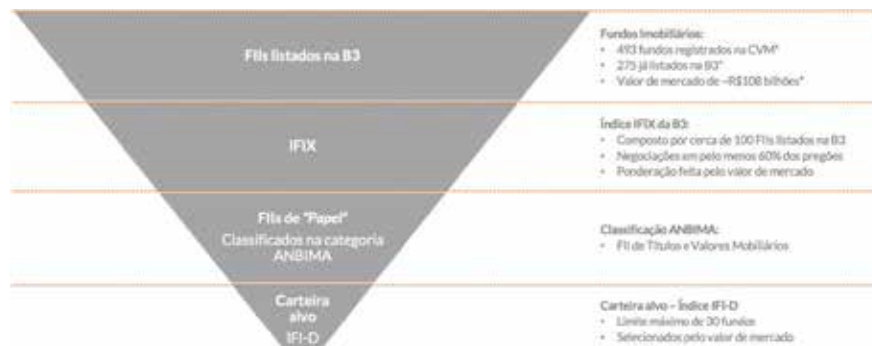 FIIs listados na B3
Fundos Imobiliários:
• 493 fundos registrados na CVM*
• 275 já listados na B3*
• Valor de mercado de ~R$108 bilhões*
IFIX
Índice IFIX da B3:
• Composto por cerca de 100 FIIs listados na B3
• Negociações em pelo menos 60% dos pregões
• Ponderação feita pelo valor de mercado
FIIs de "Papel"
Classificados na categoria
ANBIMA
Classificação ANBIMA:
• FII de Títulos e Valores Mobiliários
Carteira
alvo
IFI-D
Carteira alvo – Índice IFI-D
• Limite máximo de 30 fundos
• Selecionados pelo valor de mercado